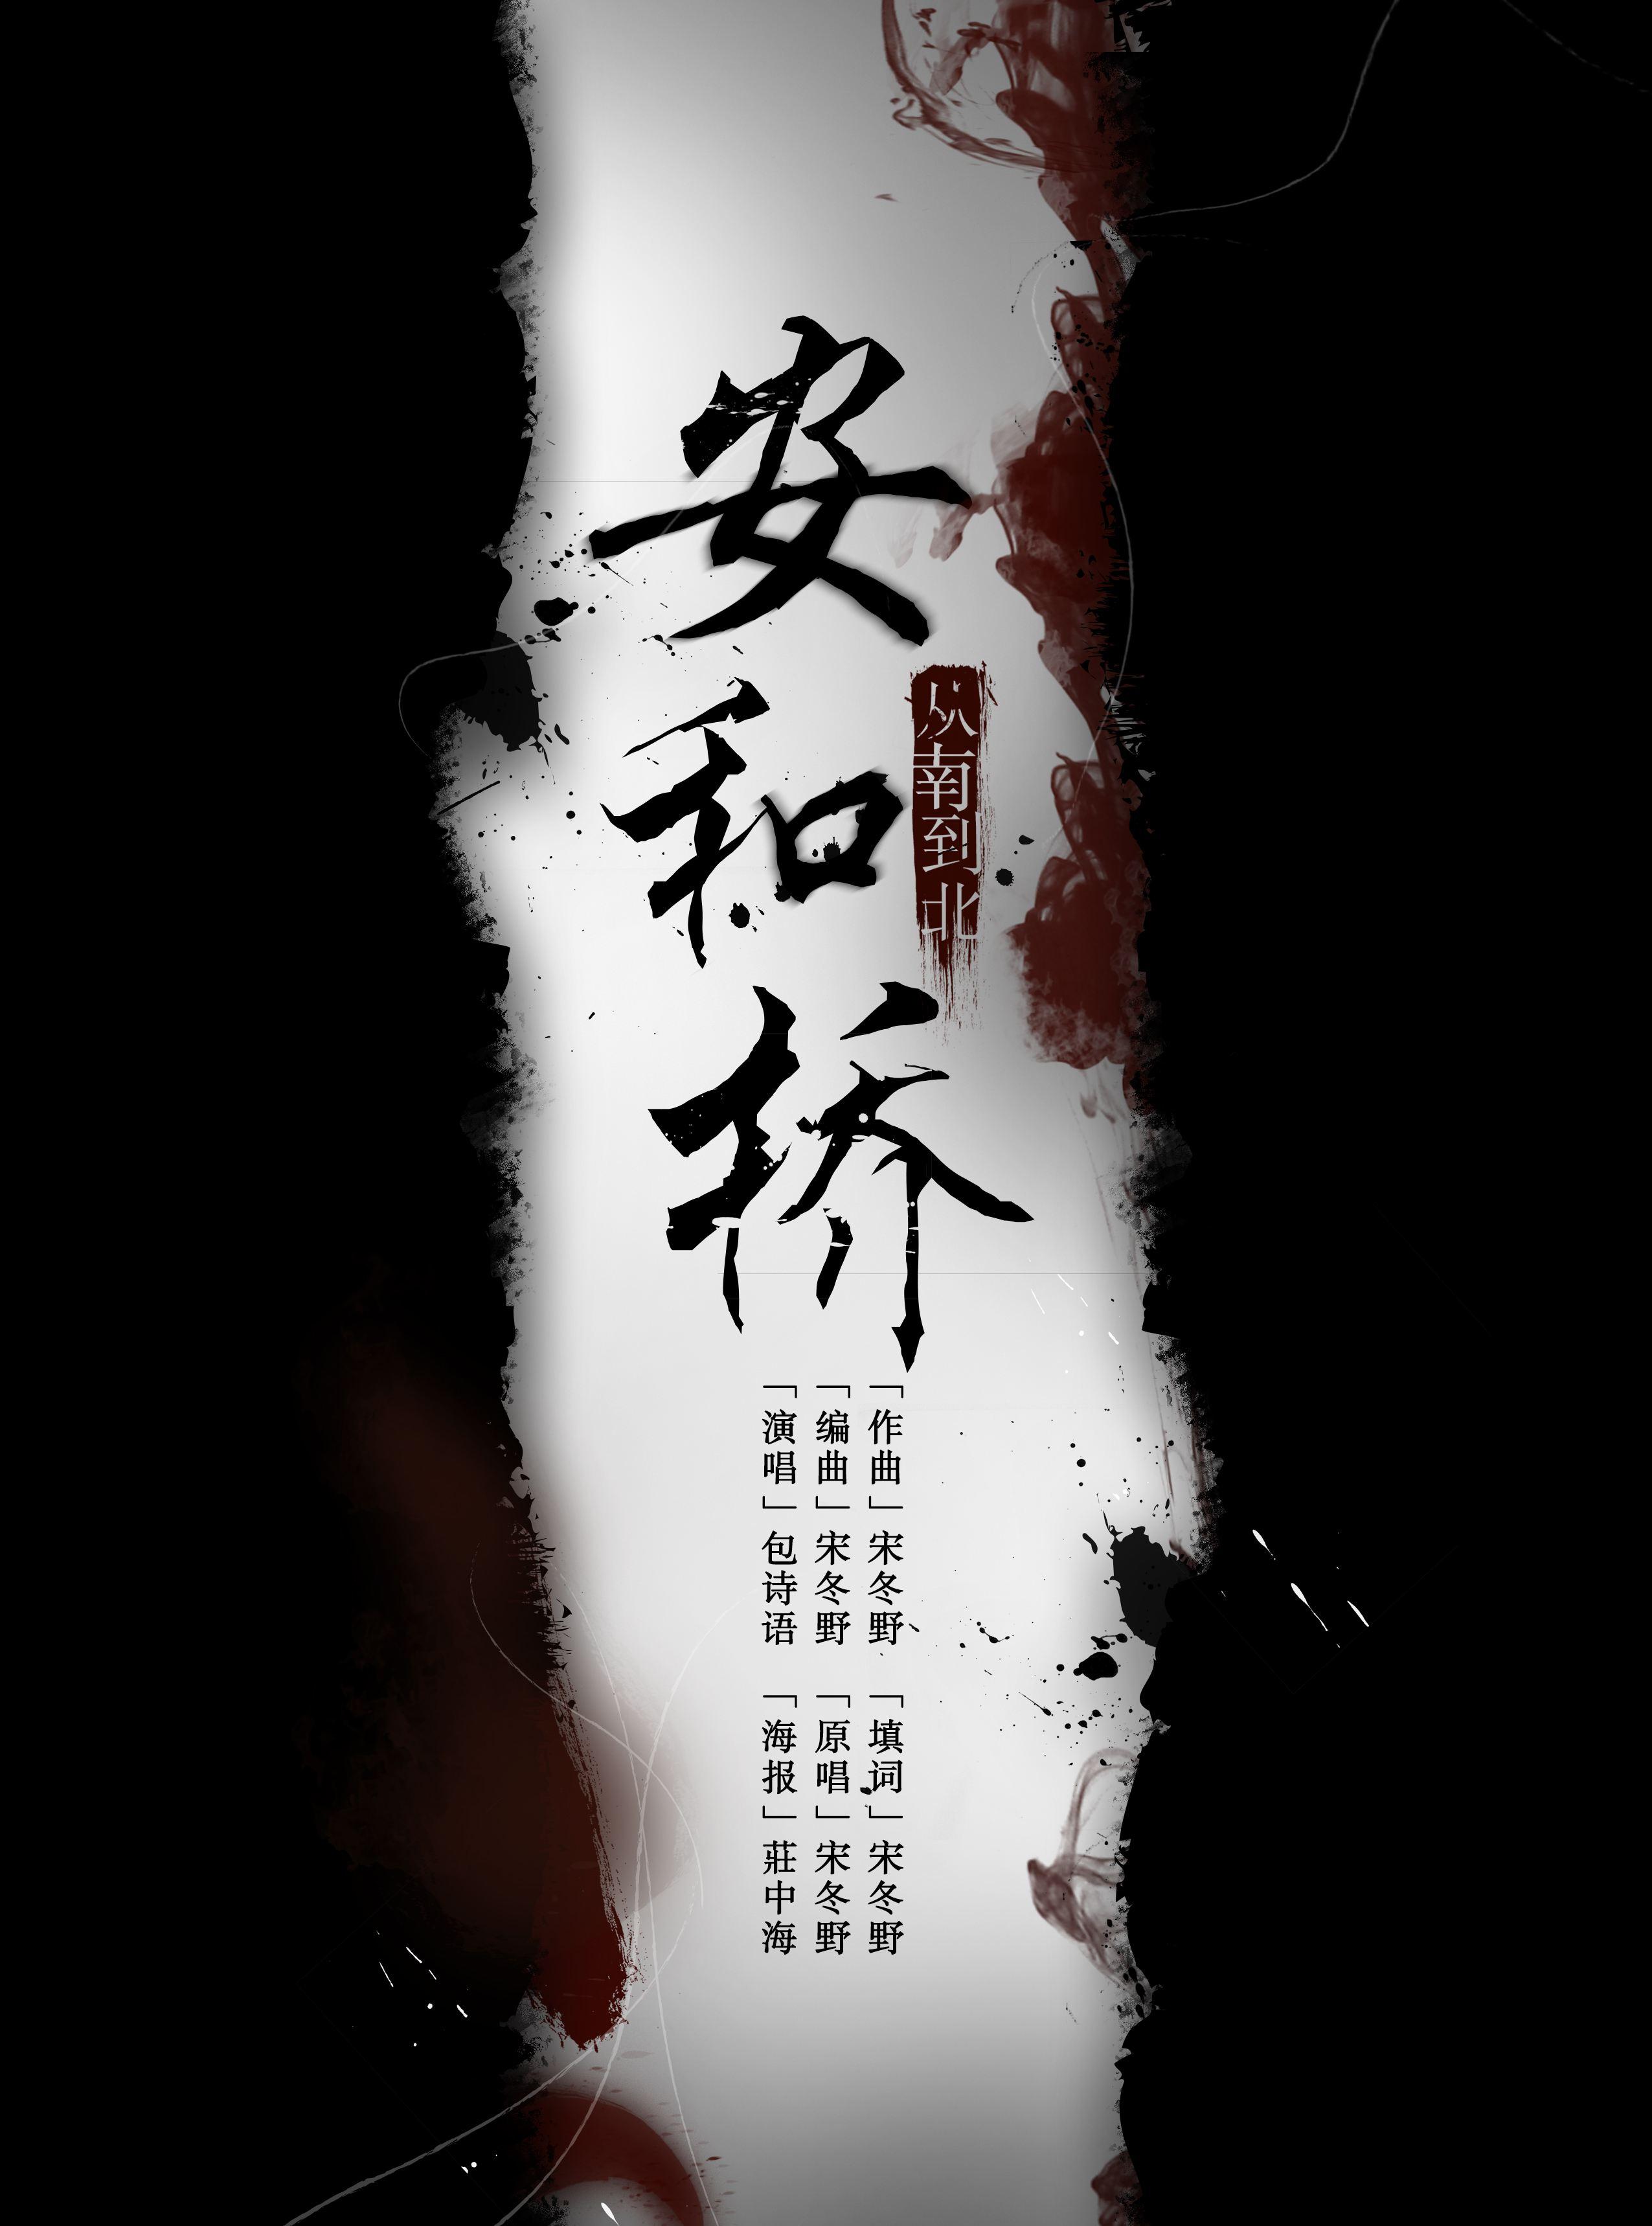 安和桥
从南到北
「作曲」宋冬野
「填词」宋冬野
「编曲」宋冬野
「原唱」宋冬野
「演唱」包诗语
「海报」莊中海